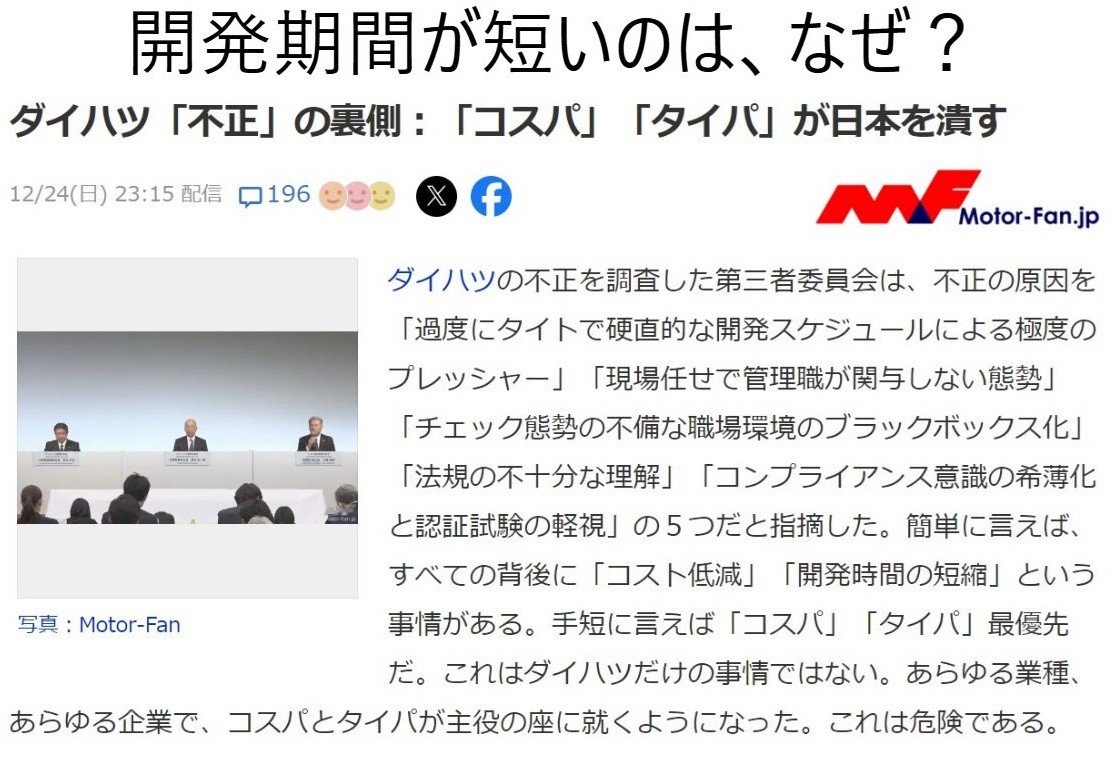 開発期間が短いのは、なぜ？
ダイハツ「不正」の裏側：「コスパ」「タイパ」が日本を潰す
12/24(日) 23:15 配信 196
Motor-Fan.jp
ダイハツの不正を調査した第三者委員会は、不正の原因を
「過度にタイトで硬直的な開発スケジュールによる極度の
プレッシャー」「現場任せで管理職が関与しない態勢」
「チェック態勢の不備な職場環境のブラックボックス化」
「法規の不十分な理解」「コンプライアンス意識の希薄化
と認証試験の軽視」の５つだと指摘した。簡単に言えば、
すべての背後に「コスト低減」「開発時間の短縮」という
事情がある。手短に言えば「コスパ」「タイパ」最優先
だ。これはダイハツだけの事情ではない。あらゆる業種、
あらゆる企業で、コスパとタイパが主役の座に就くようになった。これは危険である。
写真：Motor-Fan